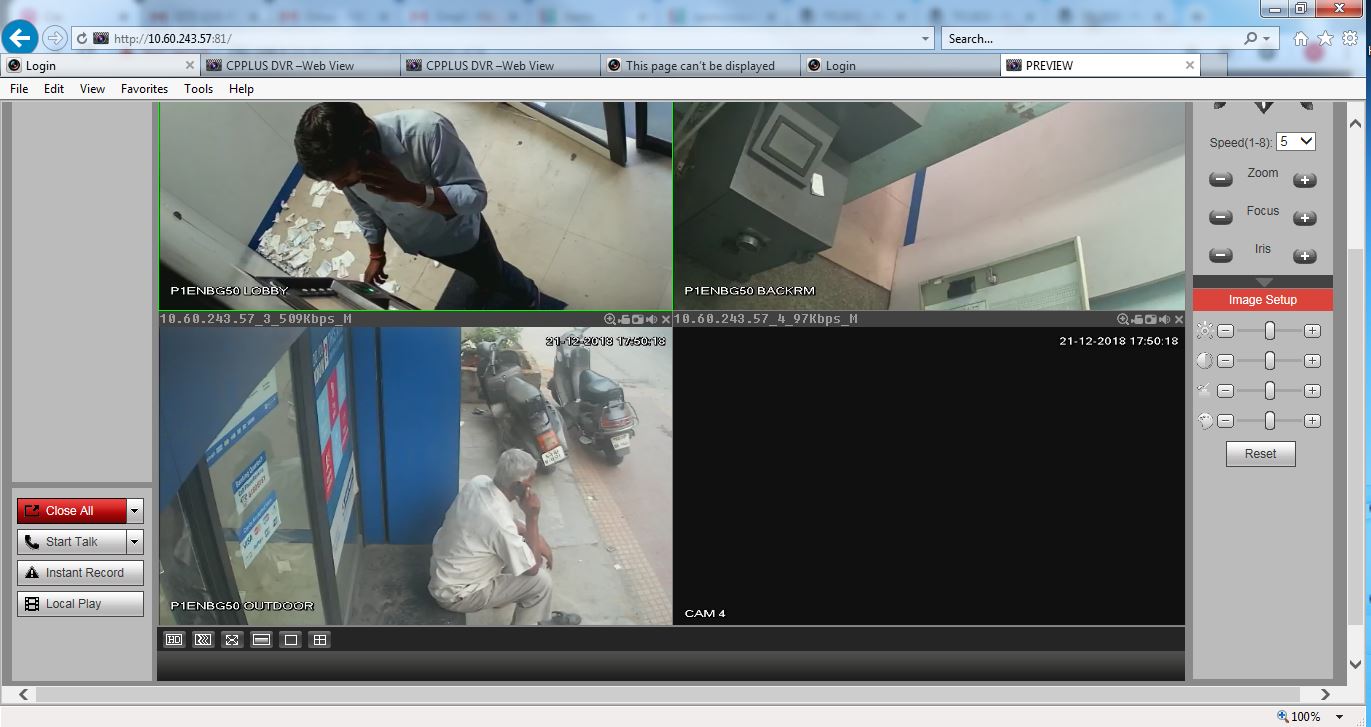 http://10.60.243.57:81/
Search...
Login
CPPLUS DVR –Web View
CPPLUS DVR –Web View
This page can't be displayed
Login
PREVIEW
File Edit View Favorites Tools Help
Speed(1-8): 5
Zoom
Focus
Iris
P1ENBG50 LOBBY
P1ENBG50 BACKRM
Image Setup
10.60.243.57_3_509Kbps_M
10.60.243.57_4_97Kbps_M
21-12-2018 17:50:18
21-12-2018 17:50:18
Reset
Close All
Start Talk
Instant Record
Local Play
P1ENBG50 OUTDOOR
CAM 4
HD
100%